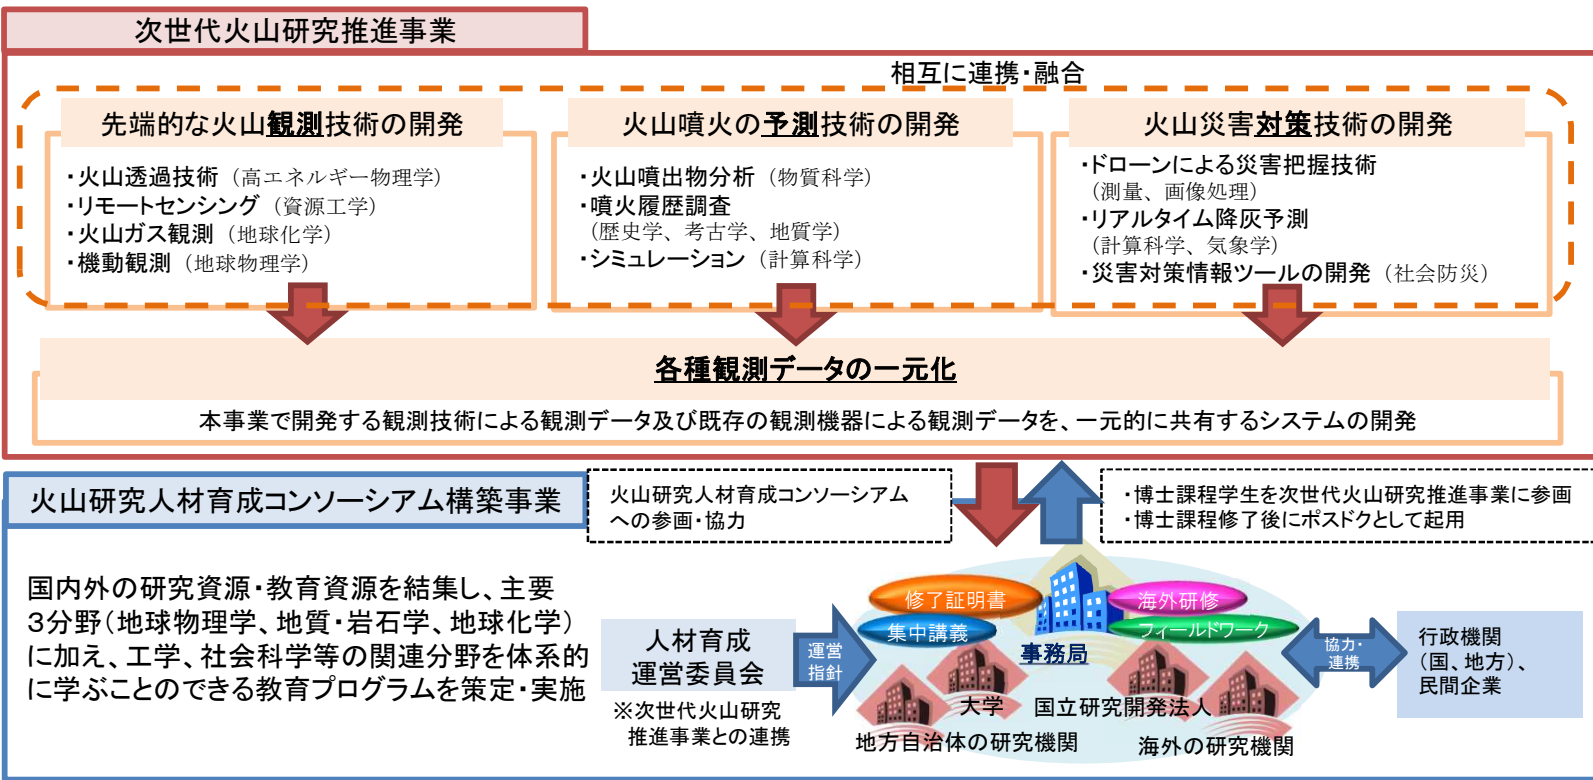 次世代火山研究推進事業
相互に連携・融合
先端的な火山観測技術の開発
・火山透過技術（高エネルギー物理学）
・リモートセンシング（資源工学）
・火山ガス観測（地球化学）
・機動観測（地球物理学）
火山噴火の予測技術の開発
・火山噴出物分析（物質科学）
・噴火履歴調査
（歴史学、考古学、地質学）
・シミュレーション（計算科学）
火山災害対策技術の開発
・ドローンによる災害把握技術
（測量、画像処理）
・リアルタイム降灰予測
（計算科学、気象学）
・災害対策情報ツールの開発（社会防災）
各種観測データの一元化
本事業で開発する観測技術による観測データ及び既存の観測機器による観測データを、一元的に共有するシステムの開発
火山研究人材育成コンソーシアム構築事業
火山研究人材育成コンソーシアム
への参画・協力
・博士課程学生を次世代火山研究推進事業に参画
・博士課程修了後にポスドクとして起用
国内外の研究資源・教育資源を結集し、主要
３分野（地球物理学、地質・岩石学、地球化学）
に加え、工学、社会科学等の関連分野を体系的
に学ぶことのできる教育プログラムを策定・実施
人材育成
運営委員会
※次世代火山研究
推進事業との連携
運営
指針
修了証明書
集中講義
海外研修
フィールドワーク
事務局
大学
国立研究開発法人
地方自治体の研究機関
海外の研究機関
協力・
連携
行政機関
（国、地方）、
民間企業